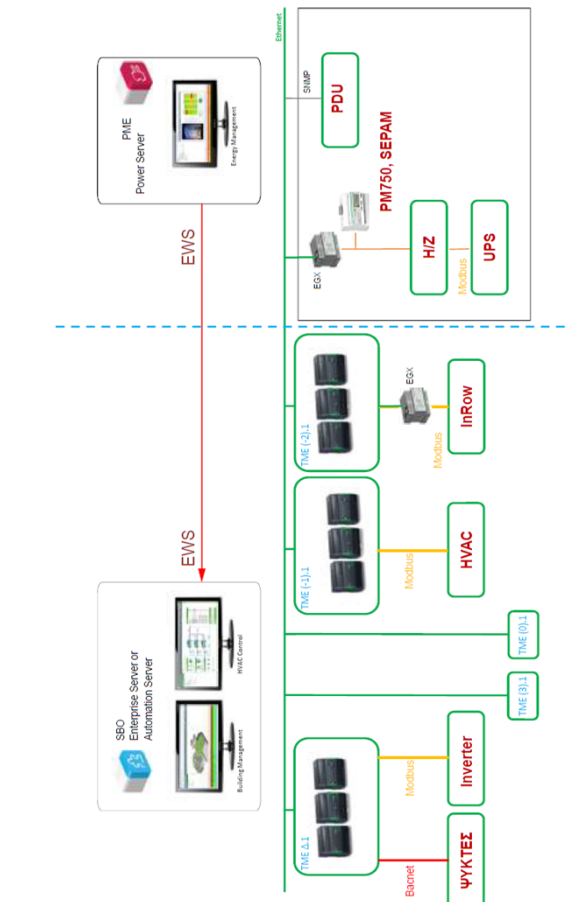 SBO
Enterprise Server or
Automation Server
Building Management
HVAC Control
EWS
EWS
PME
Power Server
Energy Management
Ethernet
TME Δ.1
TME (-1).1
TME (-2).1
EGX
SNMP
PDU
PM750, SEPAM
EGX
Bacnet
Modbus
Modbus
Modbus
Modbus
ΨΥΚΤΕΣ
Inverter
TME (3).1
TME (0).1
HVAC
InRow
H/Z
UPS